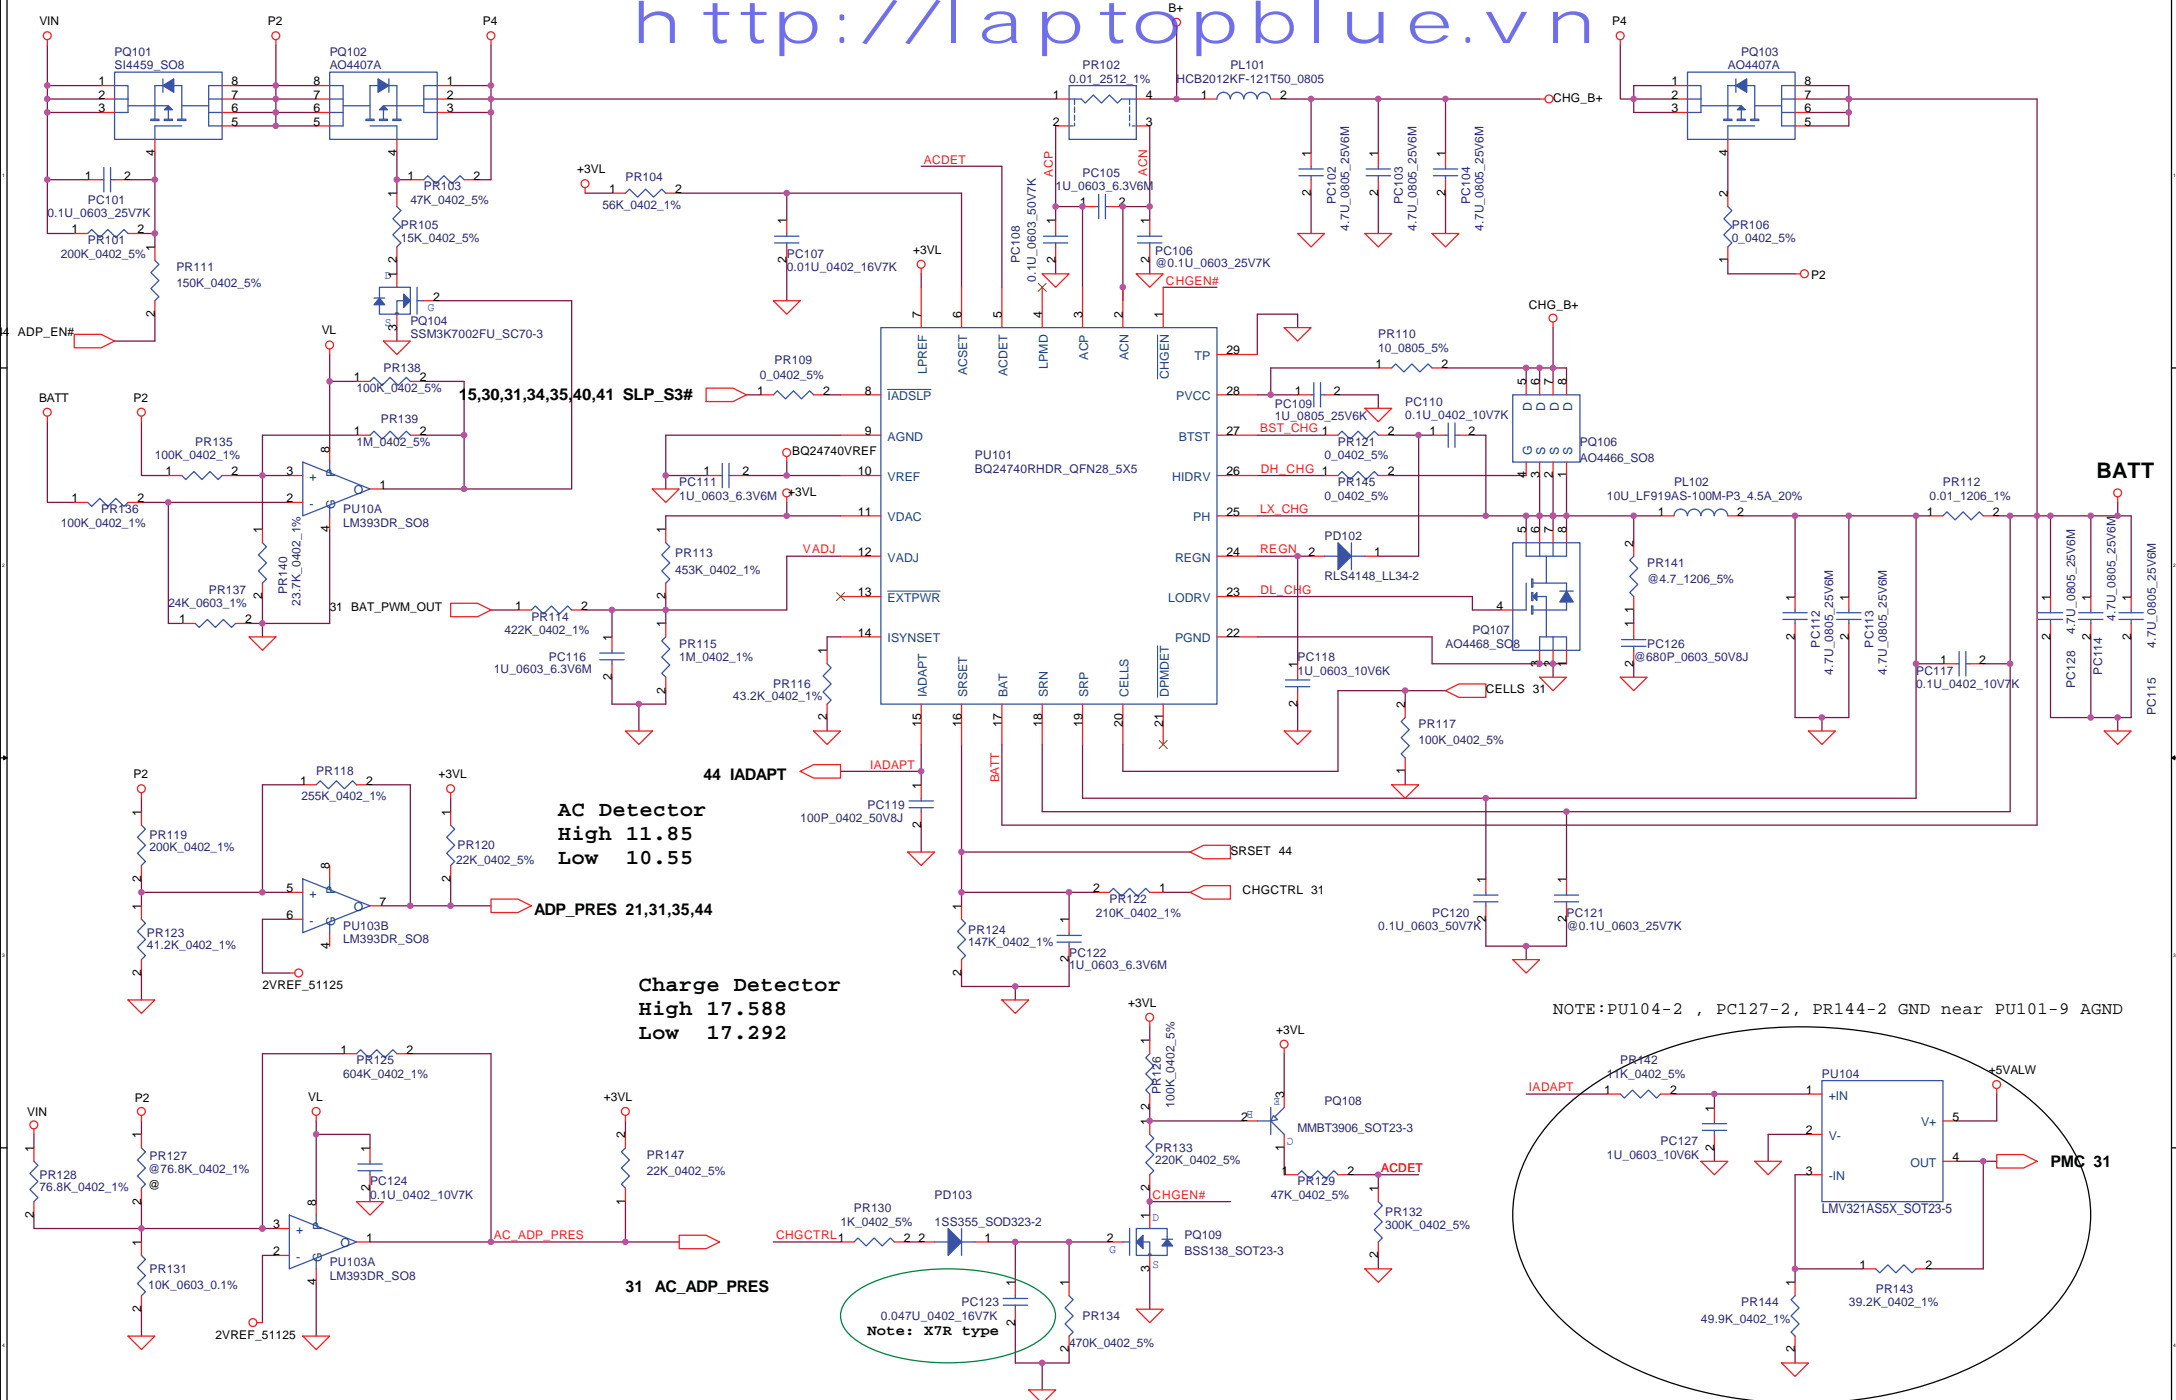 http://laptopblue.vn
VIN
P2
P4
B+
P4
PQ101
SI4459_SO8
PQ102
AO4407A
PR102
0.01_2512_1%
PL101
HCB2012KF-121T50_0805
CHG_B+
PQ103
AO4407A
PC101
0.1U_0603_25V7K
PR101
200K_0402_5%
PR111
150K_0402_5%
PR103
47K_0402_5%
PR105
15K_0402_5%
PQ104
SSM3K7002FU_SC70-3
ADP_EN#
+3VL
PR104
56K_0402_1%
PC107
0.01U_0402_16V7K
ACDET
+3VL
ACP
ACN
PC105
1U_0603_6.3V6M
PC108
0.1U_0603_50V7K
PC106
@0.1U_0603_25V7K
CHGEN#
PC102
4.7U_0805_25V6M
PC103
4.7U_0805_25V6M
PC104
4.7U_0805_25V6M
PR106
0_0402_5%
P2
BATT
P2
VL
PR138
100K_0402_5%
PR139
1M_0402_5%
PR135
100K_0402_1%
PR136
100K_0402_1%
PU10A
LM393DR_SO8
PR140
23.7K_0402_1%
PR137
24K_0603_1%
15,30,31,34,35,40,41 SLP_S3#
PR109
0_0402_5%
BQ24740VREF
PC111
1U_0603_6.3V6M
+3VL
PR113
453K_0402_1%
VADJ
31 BAT_PWM_OUT
PR114
422K_0402_1%
PC116
1U_0603_6.3V6M
PR115
1M_0402_1%
PR116
43.2K_0402_1%
PU101
BQ24740RHDR_QFN28_5X5
LPREF
ACSET
ACDET
LPMD
ACP
ACN
CHGEN
IADSLP
AGND
VREF
VDAC
VADJ
EXTPWR
ISYNSET
IADAPT
SRSET
BAT
SRN
SRP
CELLS
DPMDET
TP
PVCC
BTST
HIDRV
PH
REGN
LODRV
PGND
PR110
10_0805_5%
CHG_B+
PC109
1U_0805_25V6K
PC110
0.1U_0402_10V7K
BST_CHG
PR121
0_0402_5%
DH_CHG
PR145
0_0402_5%
LX_CHG
REGN
PD102
RLS4148_LL34-2
DL_CHG
PQ106
AO4466_SO8
PQ107
AO4468_SO8
PC118
1U_0603_10V6K
CELLS 31
PR117
100K_0402_5%
PL102
10U_LF919AS-100M-P3_4.5A_20%
PR141
@4.7_1206_5%
PC126
@680P_0603_50V8J
PR112
0.01_1206_1%
BATT
PC112
4.7U_0805_25V6M
PC113
4.7U_0805_25V6M
PC117
0.1U_0402_10V7K
PC128
4.7U_0805_25V6M
PC114
4.7U_0805_25V6M
PC115
4.7U_0805_25V6M
44 IADAPT
IADAPT
BATT
PC119
100P_0402_50V8J
P2
PR118
255K_0402_1%
+3VL
PR119
200K_0402_1%
PR120
22K_0402_5%
PU103B
LM393DR_SO8
PR123
41.2K_0402_1%
2VREF_51125
AC Detector
High 11.85
Low 10.55
ADP_PRES 21,31,35,44
SRSET 44
CHGCTRL 31
PR122
210K_0402_1%
PR124
147K_0402_1%
PC122
1U_0603_6.3V6M
PC120
0.1U_0603_50V7K
PC121
@0.1U_0603_25V7K
Charge Detector
High 17.588
Low 17.292
VIN
P2
VL
PR125
604K_0402_1%
+3VL
PR128
76.8K_0402_1%
PR127
@76.8K_0402_1%
@
PC124
0.1U_0402_10V7K
PR147
22K_0402_5%
PR131
10K_0603_0.1%
PU103A
LM393DR_SO8
2VREF_51125
AC_ADP_PRES
31 AC_ADP_PRES
+3VL
PR126
100K_0402_5%
+3VL
PQ108
MMBT3906_SOT23-3
PR133
220K_0402_5%
PR129
47K_0402_5%
ACDET
PR132
300K_0402_5%
CHGEN#
CHGCTRL
PR130
1K_0402_5%
PD103
1SS355_SOD323-2
PQ109
BSS138_SOT23-3
PC123
0.047U_0402_16V7K
Note: X7R type
PR134
470K_0402_5%
NOTE:PU104-2 , PC127-2, PR144-2 GND near PU101-9 AGND
IADAPT
PR142
11K_0402_5%
PC127
1U_0603_10V6K
PU104
+IN
V-
-IN
V+
OUT
LMV321AS5X_SOT23-5
+5VALW
PMC 31
PR143
39.2K_0402_1%
PR144
49.9K_0402_1%